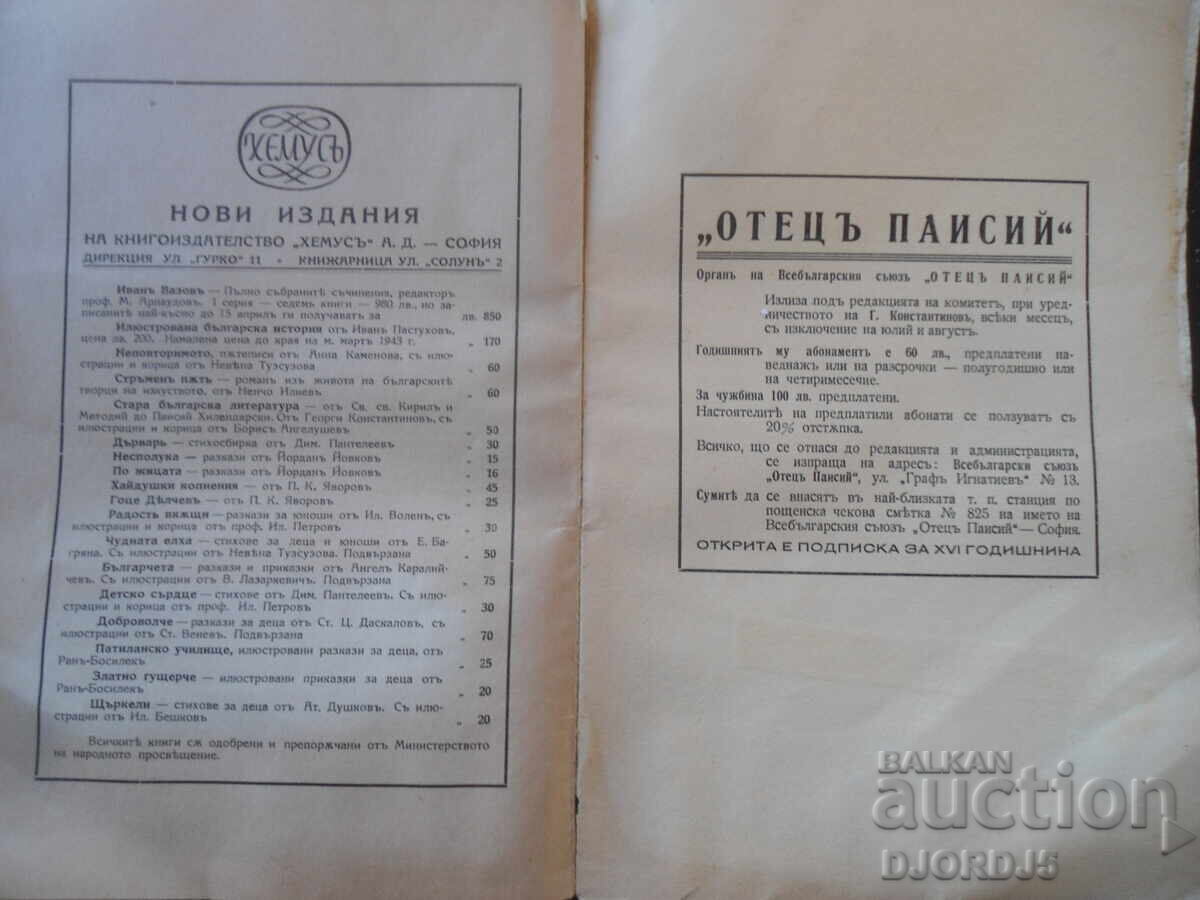 ХЕМУСЪ
НОВИ ИЗДАНИЯ
НА КНИГОИЗДАТЕЛСТВО „ХЕМУСЪ“ А. Д. — СОФИЯ
ДИРЕКЦИЯ УЛ. „ГУРКО“ 11 • КНИЖАРНИЦА УЛ. „СОЛУНЪ“ 2
Иванъ Вазовъ — Пълно събранитѣ съчинения, редакторъ
проф. М. Арнаудовъ. 1 серия — седемь книги — 980 лв., но за-
писанитѣ най-късно до 15 априлъ ги получаватъ за лв. 850
Илюстрована българска история отъ Иван Пастуховъ,
цена лв. 200. Намалена цена до края на м. мартъ 1943 г. „ 170
Неповторимото, пѫтеписи отъ Анна Каменова, съ илю-
страции и корица отъ Невѣна Тузсузова „ 60
Стръменъ пѫть — романъ изъ живота на българскитѣ
творци на изкуството, отъ Ненчо Илиевъ „ 60
Стара българска литература — отъ Св. св. Кирилъ и
Методий до Паисий Хилендарски. Отъ Георги Константиновъ, съ
илюстрации и корица отъ Борисъ Ангелушевъ „ 50
Дърварь — стихосбирка отъ Дим. Пантелеевъ „ 30
Несполука — разкази отъ Йорданъ Йовковъ „ 15
По жицата — разкази отъ Йорданъ Йовковъ „ 16
Хайдушки копнения — отъ П. К. Яворовъ „ 45
Гоце Дѣлчевъ — отъ П. К. Яворовъ „ 25
Радость вкѫщи — разкази за юноши отъ Ил. Воленъ, съ
илюстрации и корица отъ проф. Ил. Петровъ „ 30
Чудната елха — стихове за деца и юноши отъ Е. Ба-
гряна. Съ илюстрации отъ Невѣна Тузсузова. Подвързана „ 50
Българчета — разкази и приказки отъ Ангелъ Каралий-
чевъ. Съ илюстрации отъ В. Лазаркевичъ. Подвързана „ 75
Детско сърдце — стихове отъ Дим. Пантелеевъ. Съ илю-
страции и корица отъ проф. Ил. Петровъ „ 30
Доброволче — разкази за деца отъ Ст. Ц. Даскаловъ, съ
илюстрации отъ Ст. Веневъ. Подвързана „ 70
Патиланско училище, илюстровани разкази за деца, отъ
Ранъ-Босилекъ „ 25
Златно гущерче — илюстровани приказки за деца отъ
Ранъ-Босилекъ „ 20
Щъркели — стихове за деца отъ Ат. Душковъ. Съ илю-
страции отъ Ил. Бешковъ „ 20
Всичкитѣ книги сѫ одобрени и препорѫчани отъ Министерството
на народното просвѣщение.
„ОТЕЦЪ ПАИСИЙ“
Органъ на Всебългарския съюзъ „ОТЕЦЪ ПАИСИЙ“
Излиза подъ редакцията на комитетъ, при уред-
ничеството на Г. Константиновъ, всѣки месецъ,
съ изключение на юлий и августъ.
Годишниятъ му абонаментъ е 60 лв., предплатени на-
веднажъ или на разсрочки — полугодишно или
на четиримесечие.
За чужбина 100 лв. предплатени.
Настоятелитѣ на предплатили абонати се ползуватъ съ
20% отстѫпка.
Всичко, що се отнася до редакцията и администрацията,
се изпраща на адресъ: Всебългарски съюзъ
„Отецъ Паисий“, ул. „Графъ Игнатиевъ“ № 13.
Сумитѣ да се внасятъ въ най-близката т. п. станция по
пощенска чекова смѣтка № 825 на името на
Всебългарския съюзъ „Отецъ Паисий“ — София.
ОТКРИТА Е ПОДПИСКА ЗА XVI ГОДИШНИНА
BALKAN
auction
DJORDJ5